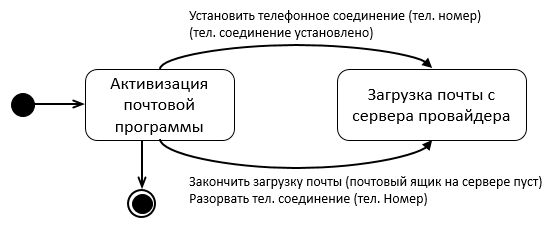 Установить телефонное соединение (тел. номер)
(тел. соединение установлено)
Активизация
почтовой
программы
Загрузка почты с
сервера провайдера
Закончить загрузку почты (почтовый ящик на сервере пуст)
Разорвать тел. соединение (тел. Номер)